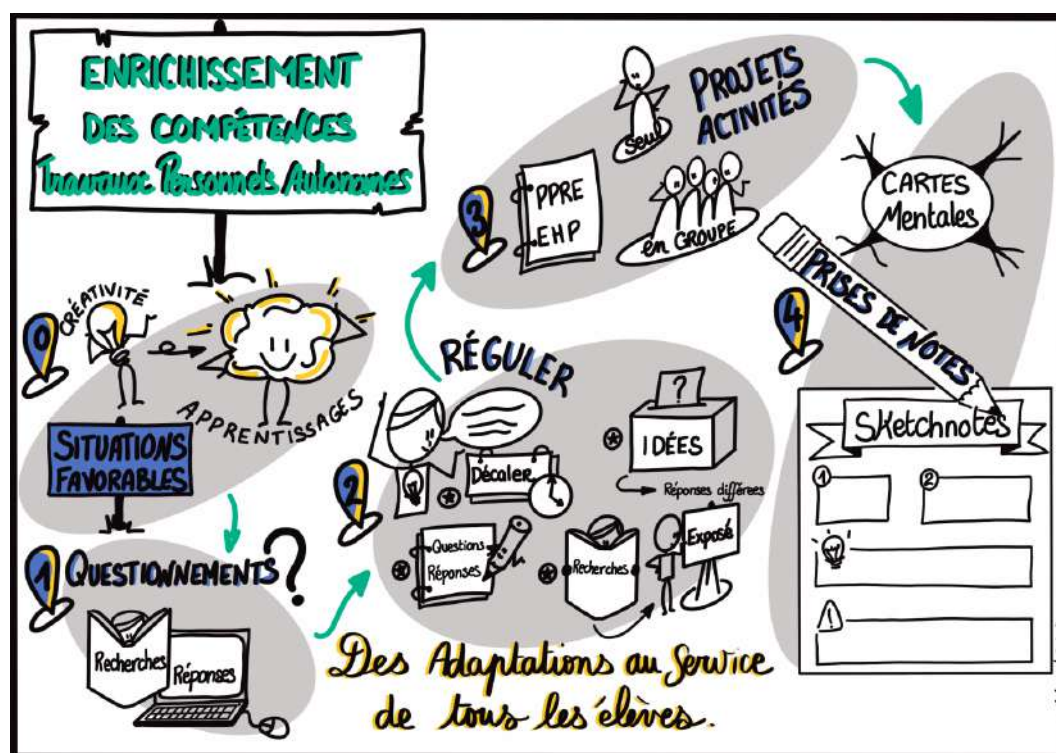 ENRICHISSEMENT
DES COMPÉTENCES
Travaux Personnels Autonomes
0
CRÉATIVITÉ
APPRENTISSAGES
SITUATIONS
FAVORABLES
1
QUESTIONNEMENTS ?
Recherches
Réponses
2
RÉGULER
Décaler
?
IDÉES
Réponses différées
Questions
Réponses
Recherches
Exposé
3
PROJETS
ACTIVITÉS
Seul
PPRE
EHP
en GROUPE
4
CARTES
Mentales
PRISES DE NOTES
Sketchnotes
1
2
!
Des Adaptations au Service
de tous les élèves.